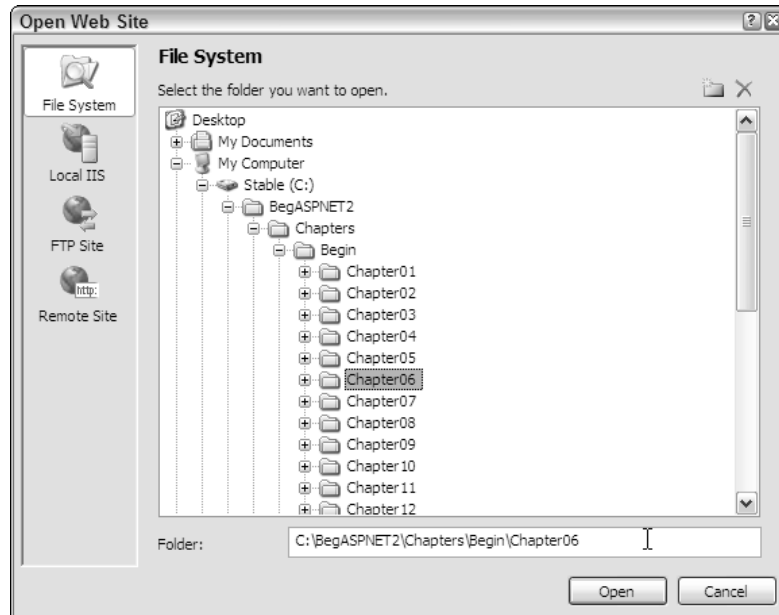 Open Web Site
File System
Local IIS
FTP Site
http:
Remote Site
File System
Select the folder you want to open.
Desktop
My Documents
My Computer
Stable (C:)
BegASPNET2
Chapters
Begin
Chapter01
Chapter02
Chapter03
Chapter04
Chapter05
Chapter06
Chapter07
Chapter08
Chapter09
Chapter10
Chapter11
Chapter12
Folder: C:\BegASPNET2\Chapters\Begin\Chapter06
Open Cancel